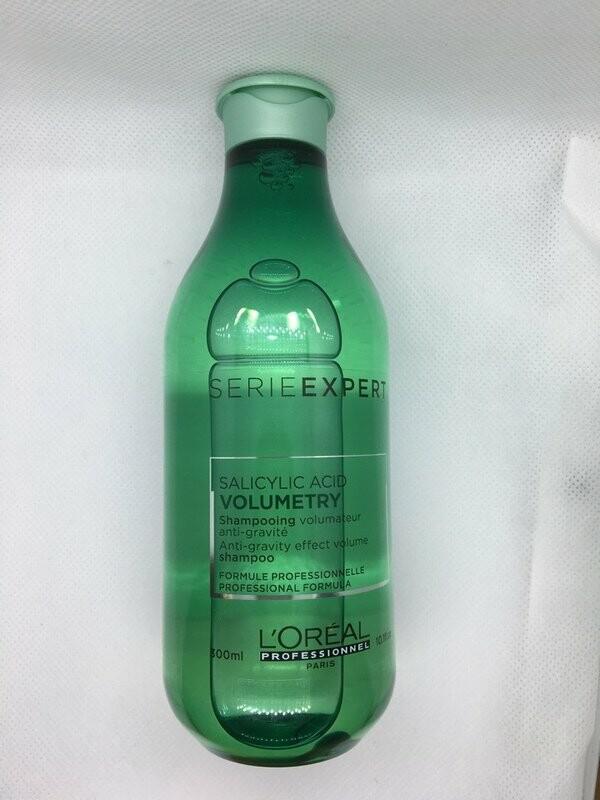 SERIEEXPERT
SALICYLIC ACID
VOLUMETRY
Shampooing volumateur
anti-gravité
Anti-gravity effect volume
shampoo
FORMULE PROFESSIONNELLE
PROFESSIONAL FORMULA
L'ORÉAL
PROFESSIONNEL
PARIS
300ml